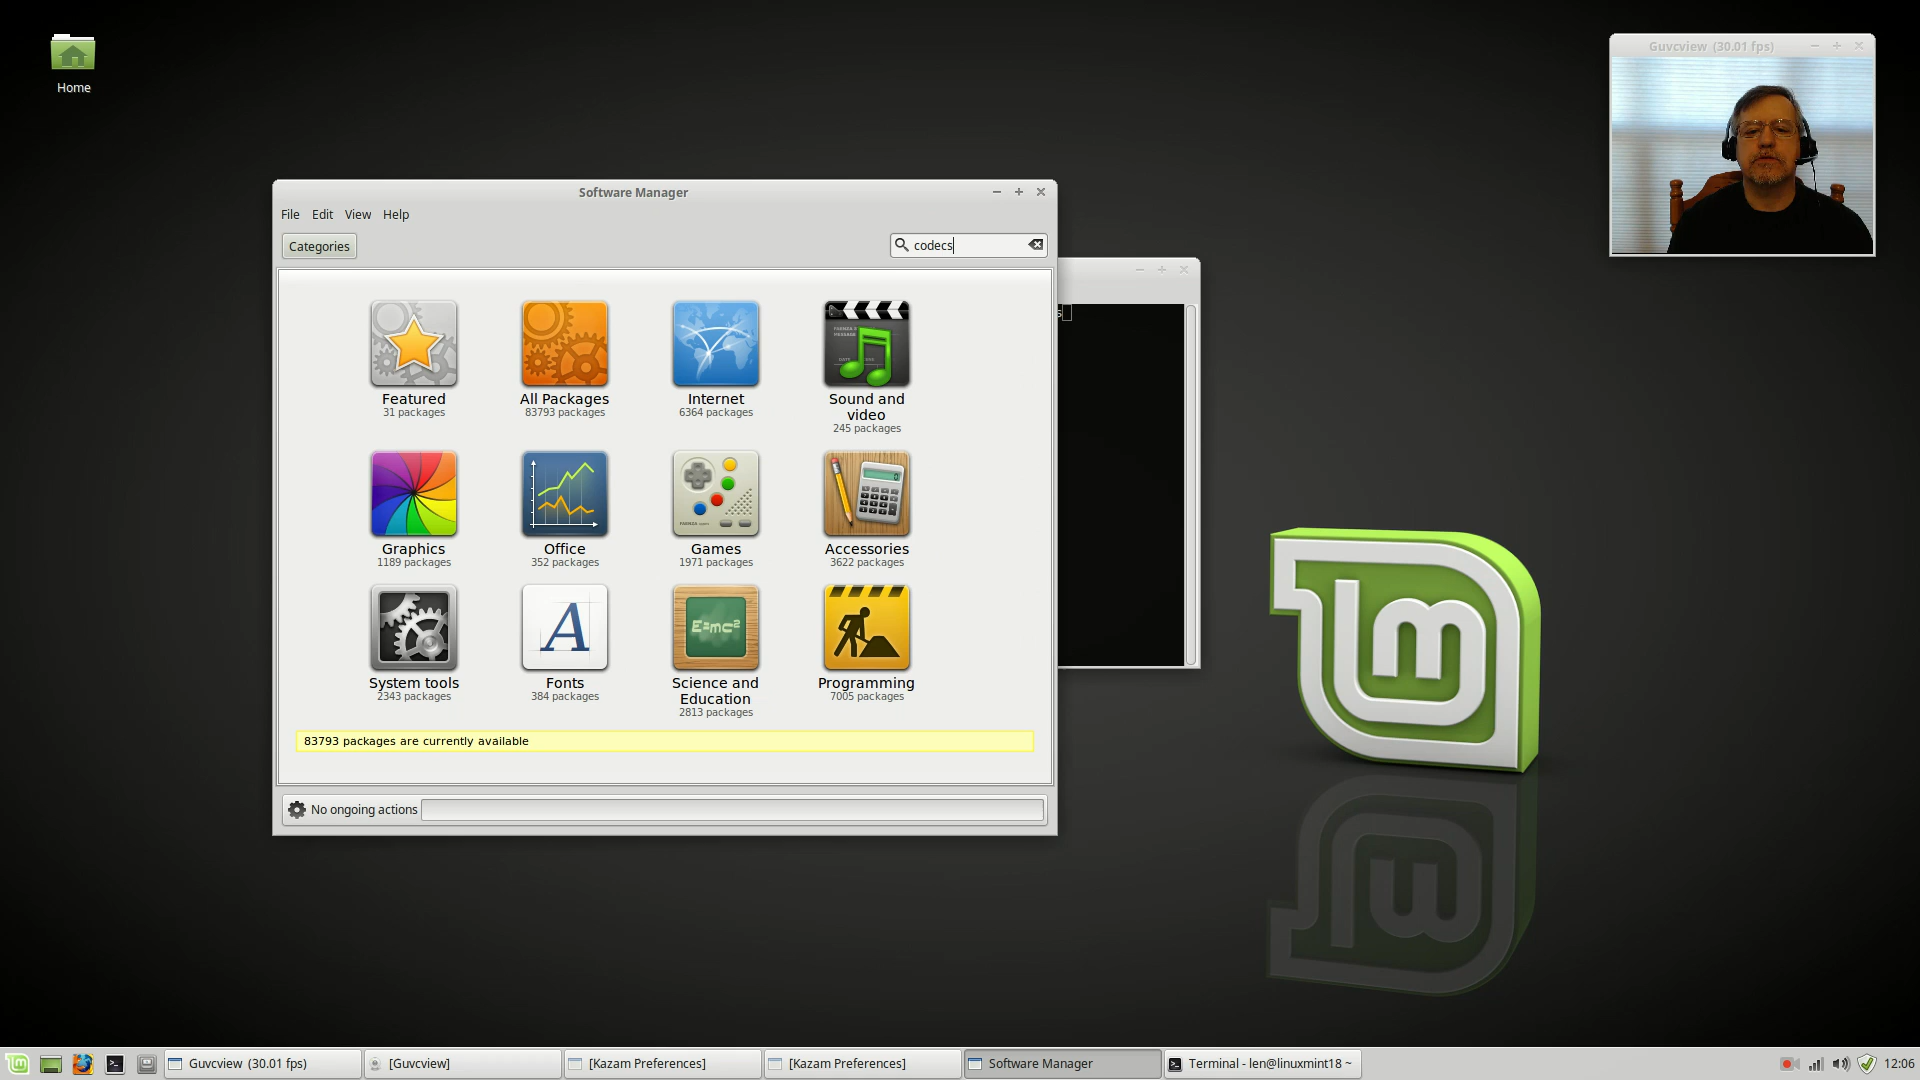 Home
Guvcview (30.01 fps)
Software Manager
File Edit View Help
Categories
codecs
s
Featured
31 packages
All Packages
83793 packages
Internet
6364 packages
Sound and
video
245 packages
Graphics
1189 packages
Office
352 packages
Games
1971 packages
Accessories
3622 packages
E=mc²
A
System tools
2343 packages
Fonts
384 packages
Science and
Education
2813 packages
Programming
7005 packages
83793 packages are currently available
No ongoing actions
Guvcview (30.01 fps)
[Guvcview]
[Kazam Preferences]
[Kazam Preferences]
Software Manager
Terminal - len@linuxmint18 ~
12:06